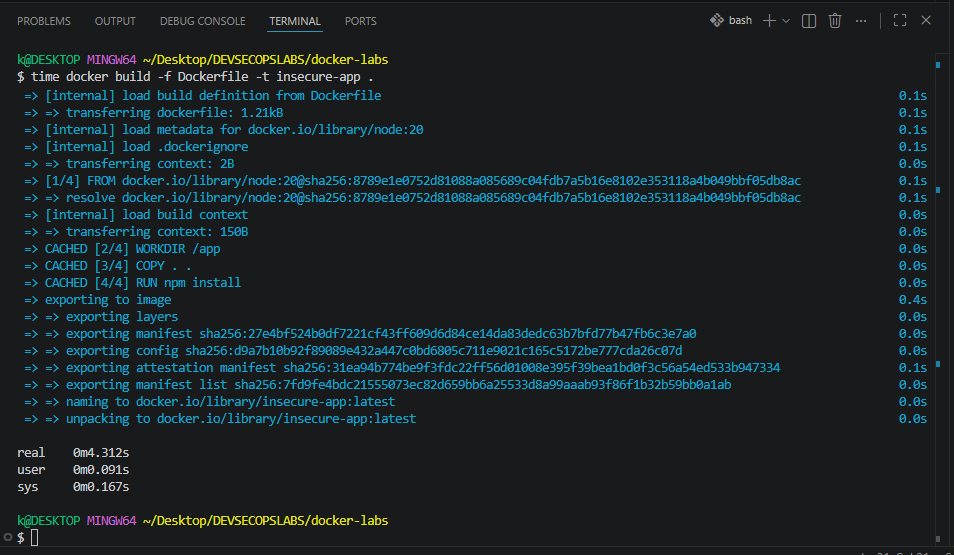 PROBLEMS OUTPUT DEBUG CONSOLE TERMINAL PORTS bash
k@DESKTOP MINGW64 ~/Desktop/DEVSECOPSLABS/docker-labs
$ time docker build -f Dockerfile -t insecure-app .
=> [internal] load build definition from Dockerfile 0.1s
=> => transferring dockerfile: 1.21kB 0.1s
=> [internal] load metadata for docker.io/library/node:20 0.1s
=> [internal] load .dockerignore 0.1s
=> => transferring context: 2B 0.0s
=> [1/4] FROM docker.io/library/node:20@sha256:8789e1e0752d81088a085689c04fdb7a5b16e8102e353118a4b049bbf05db8ac 0.1s
=> => resolve docker.io/library/node:20@sha256:8789e1e0752d81088a085689c04fdb7a5b16e8102e353118a4b049bbf05db8ac 0.1s
=> [internal] load build context 0.0s
=> => transferring context: 150B 0.0s
=> CACHED [2/4] WORKDIR /app 0.0s
=> CACHED [3/4] COPY . . 0.0s
=> CACHED [4/4] RUN npm install 0.0s
=> exporting to image 0.4s
=> => exporting layers 0.0s
=> => exporting manifest sha256:27e4bf524b0df7221cf43ff609d6d84ce14da83dedc63b7bfd77b47fb6c3e7a0 0.0s
=> => exporting config sha256:d9a7b10b92f89089e432a447c0bd6805c711e9021c165c5172be777cda26c07d 0.0s
=> => exporting attestation manifest sha256:31ea94b774be9f3fdc22ff56d01008e395f39bea1bd0f3c56a54ed533b947334 0.1s
=> => exporting manifest list sha256:7fd9fe4bdc21555073ec82d659bb6a25533d8a99aaab93f86f1b32b59bb0a1ab 0.0s
=> => naming to docker.io/library/insecure-app:latest 0.0s
=> => unpacking to docker.io/library/insecure-app:latest 0.0s
real 0m4.312s
user 0m0.091s
sys 0m0.167s
k@DESKTOP MINGW64 ~/Desktop/DEVSECOPSLABS/docker-labs
$